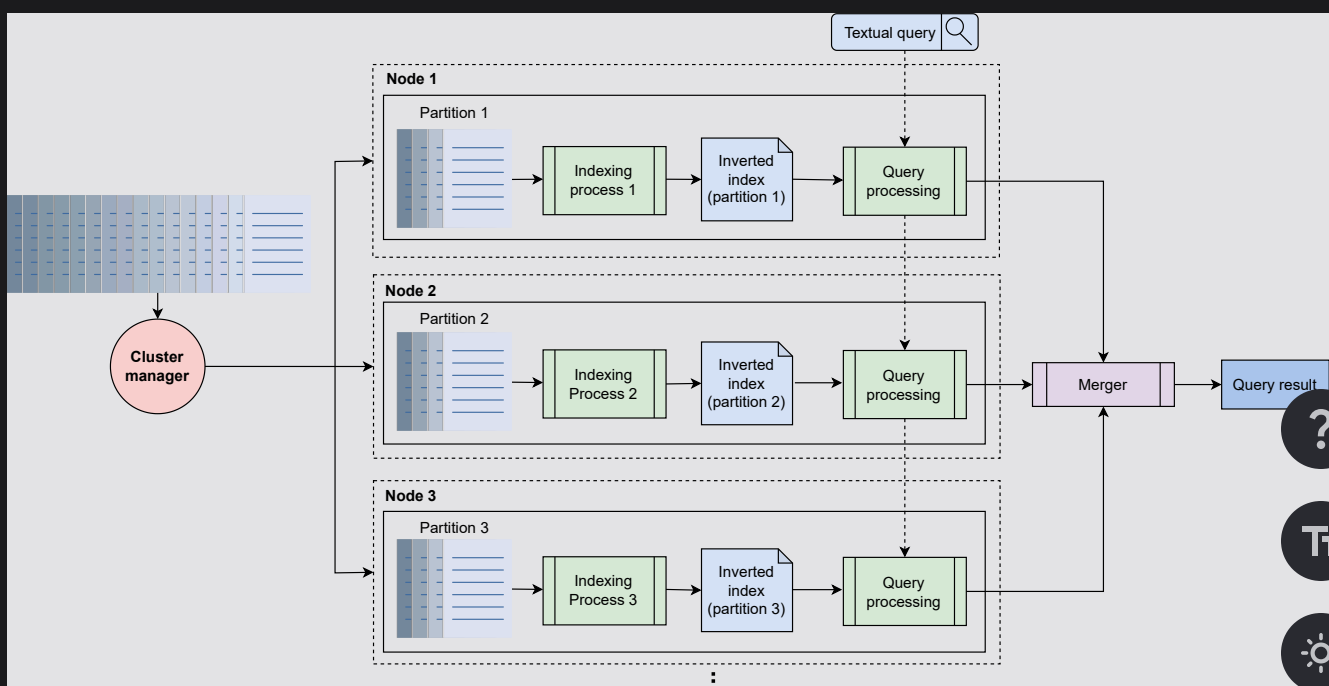 Textual query
Node 1
Partition 1
Indexing
process 1
Inverted
index
(partition 1)
Query
processing
Cluster
manager
Node 2
Partition 2
Indexing
Process 2
Inverted
index
(partition 2)
Query
processing
Merger
Query result
?
Node 3
Partition 3
Indexing
Process 3
Inverted
index
(partition 3)
Query
processing
: